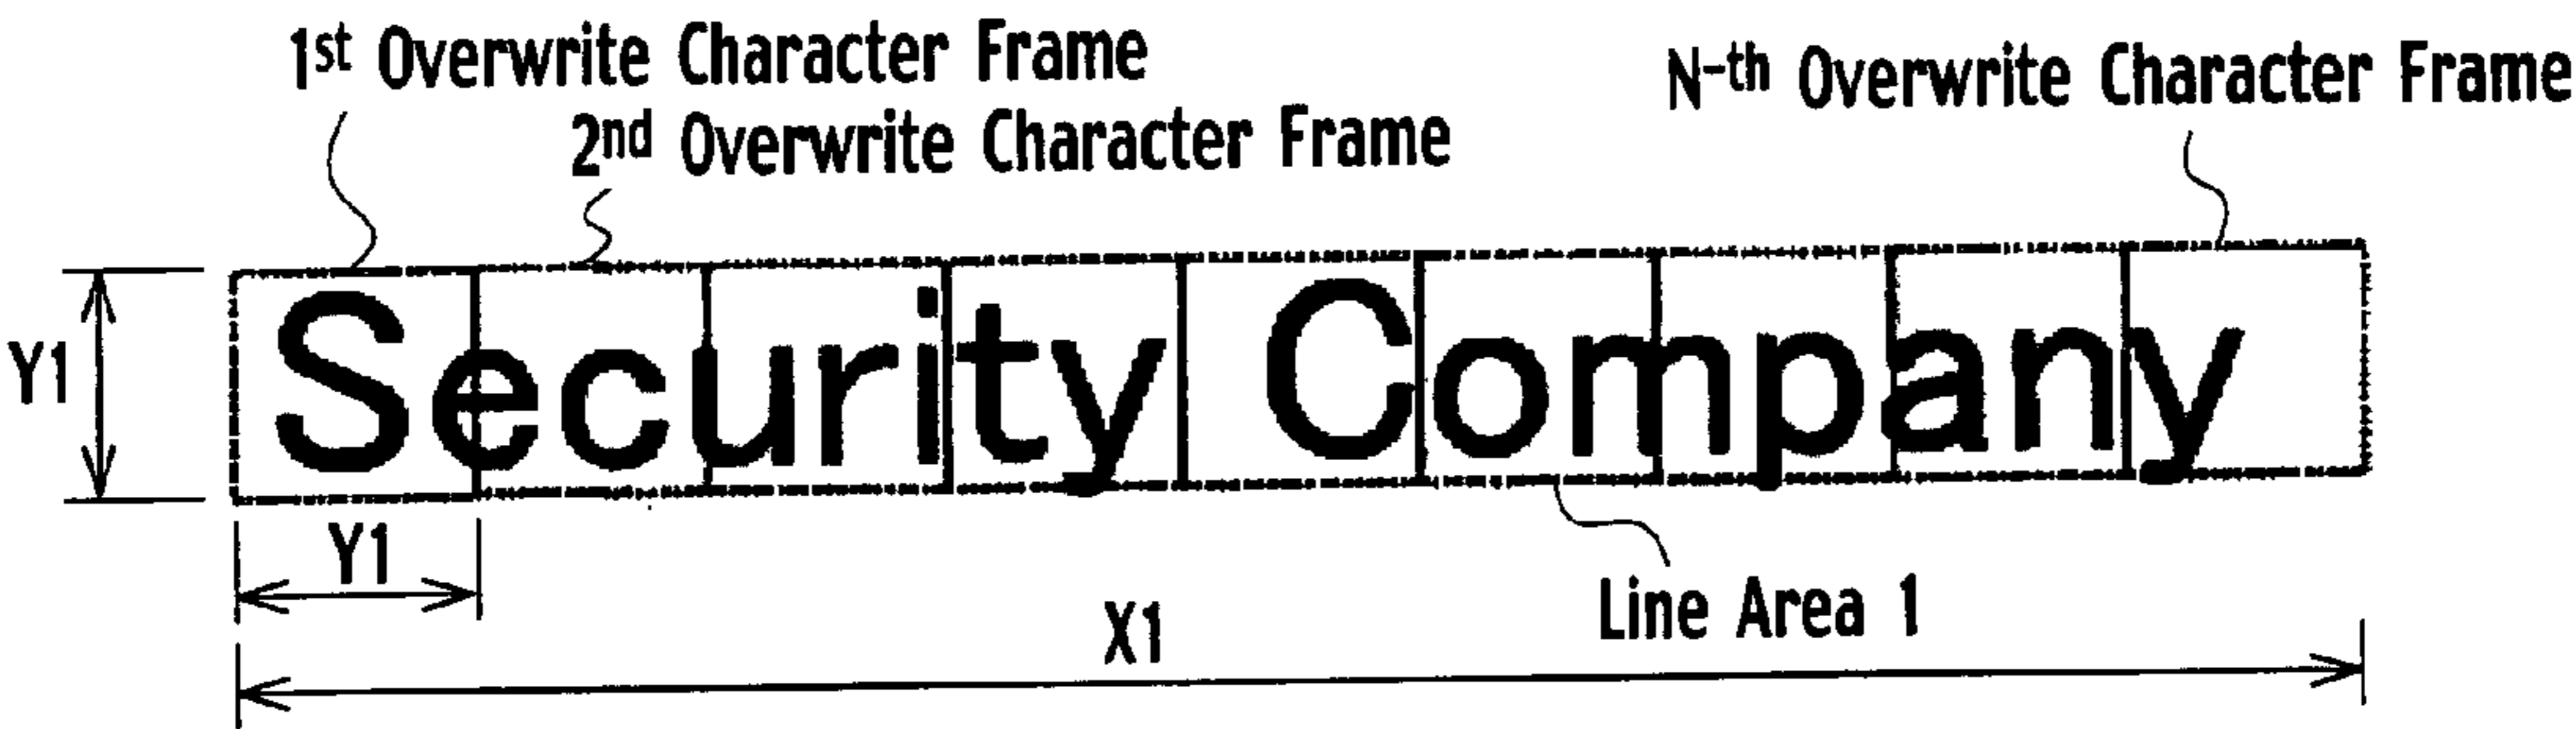 1st Overwrite Character Frame
2nd Overwrite Character Frame
N-th Overwrite Character Frame
Y1
Security Company
Y1
X1
Line Area 1